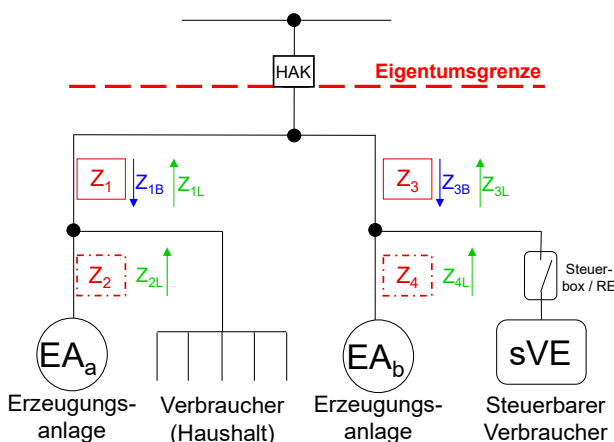 HAK
Eigentumsgrenze
Z1
Z1B
Z1L
Z3
Z3B
Z3L
Z2
Z2L
Z4
Z4L
Steuer-
box / RE
EAa
EAb
sVE
Erzeugungs-
anlage
Verbraucher
(Haushalt)
Erzeugungs-
anlage
Steuerbarer
Verbraucher